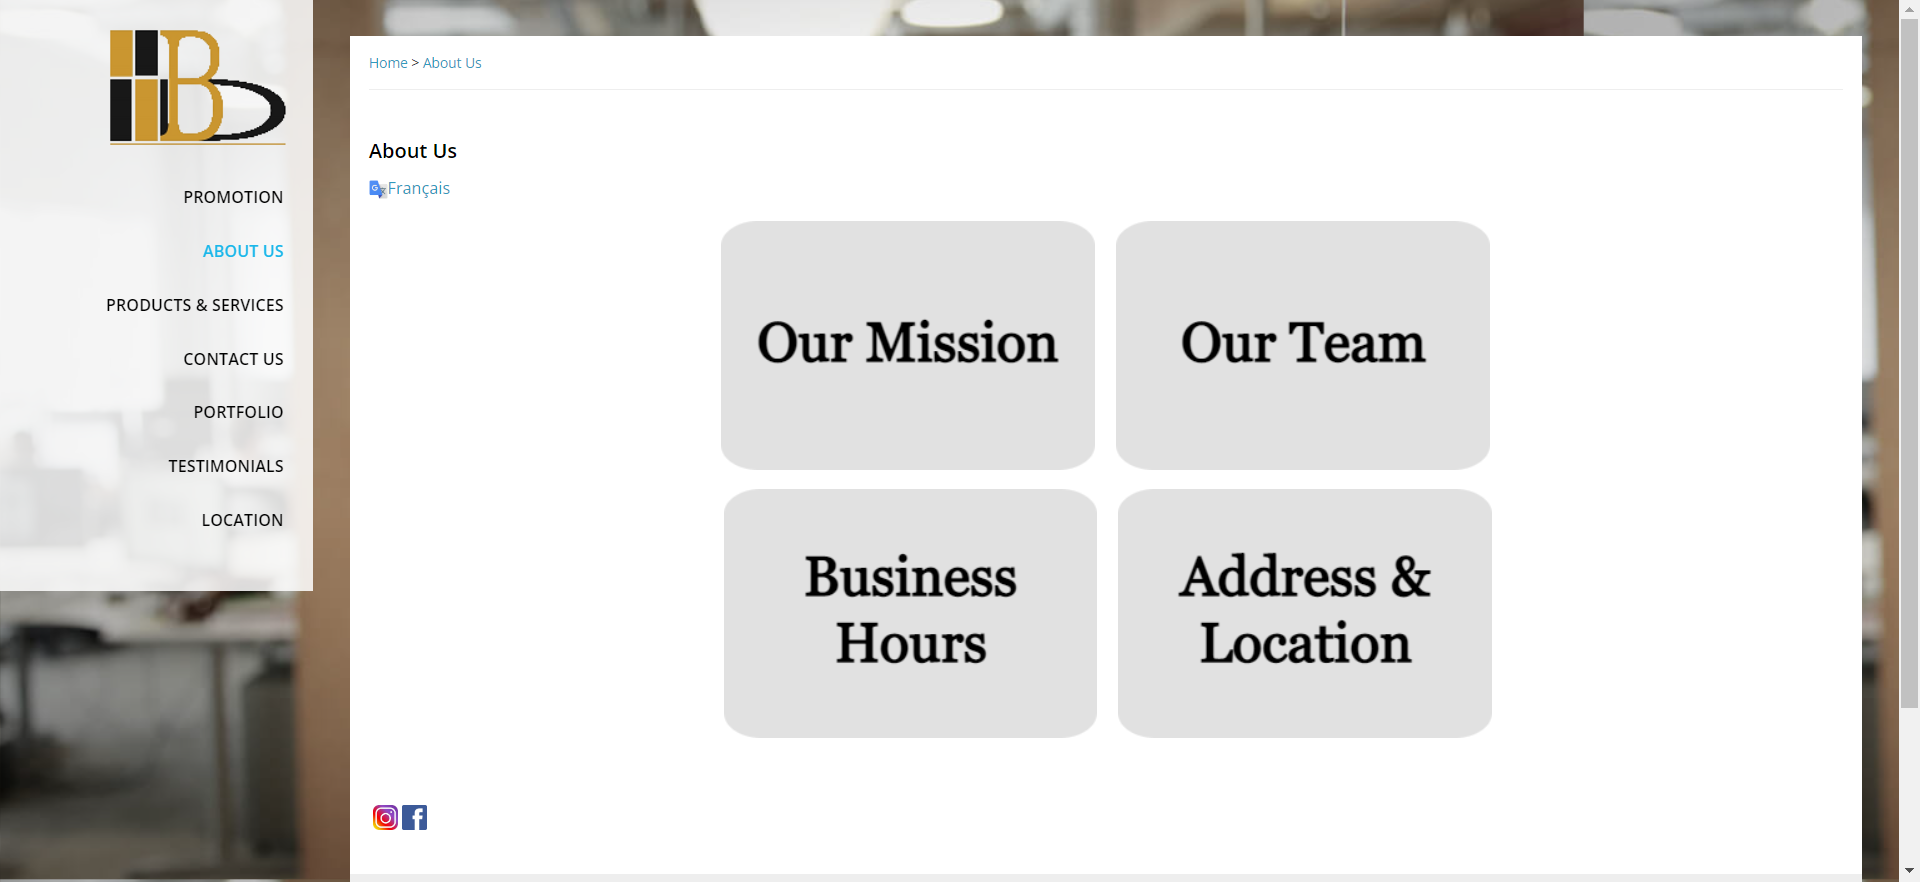 PROMOTION
ABOUT US
PRODUCTS & SERVICES
CONTACT US
PORTFOLIO
TESTIMONIALS
LOCATION
Home > About Us
About Us
Français
Our Mission
Our Team
Business
Hours
Address &
Location